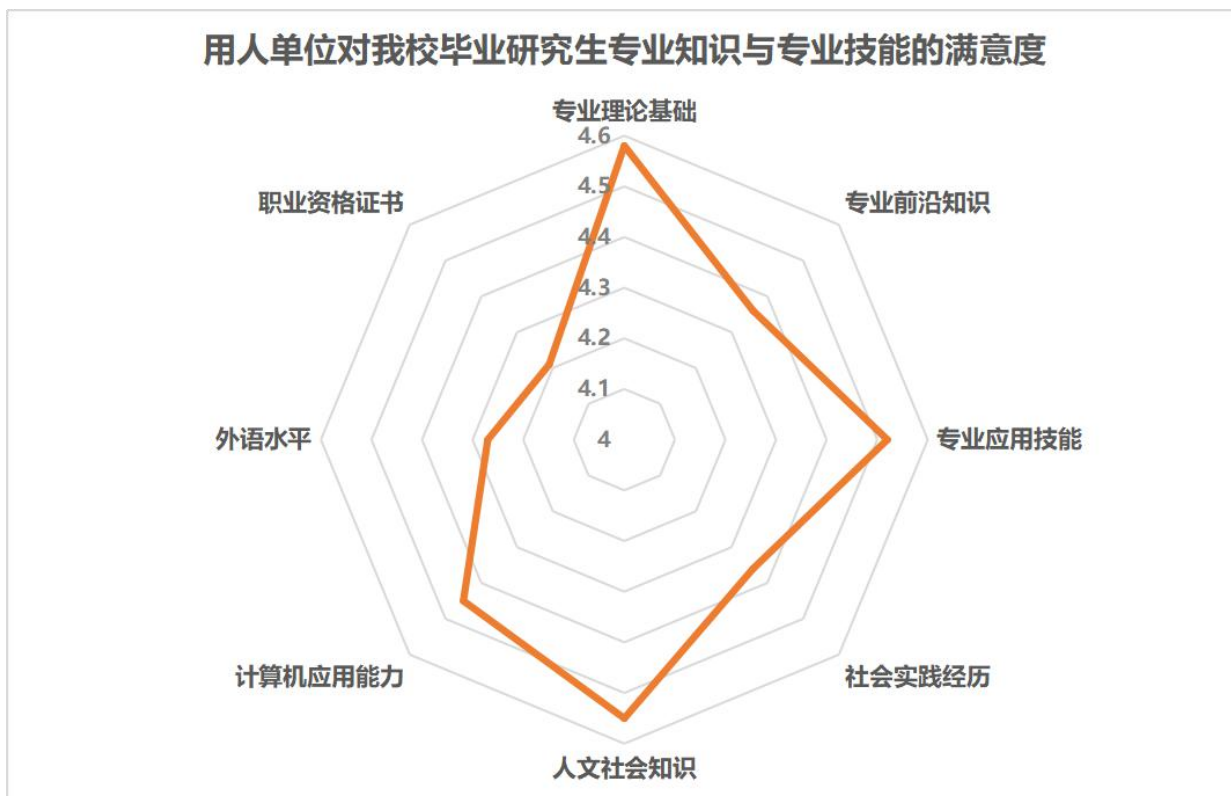 用人单位对我校毕业研究生专业知识与专业技能的满意度
专业理论基础
4.6
职业资格证书
4.5
专业前沿知识
4.4
4.3
4.2
4.1
外语水平
4
专业应用技能
计算机应用能力
社会实践经历
人文社会知识